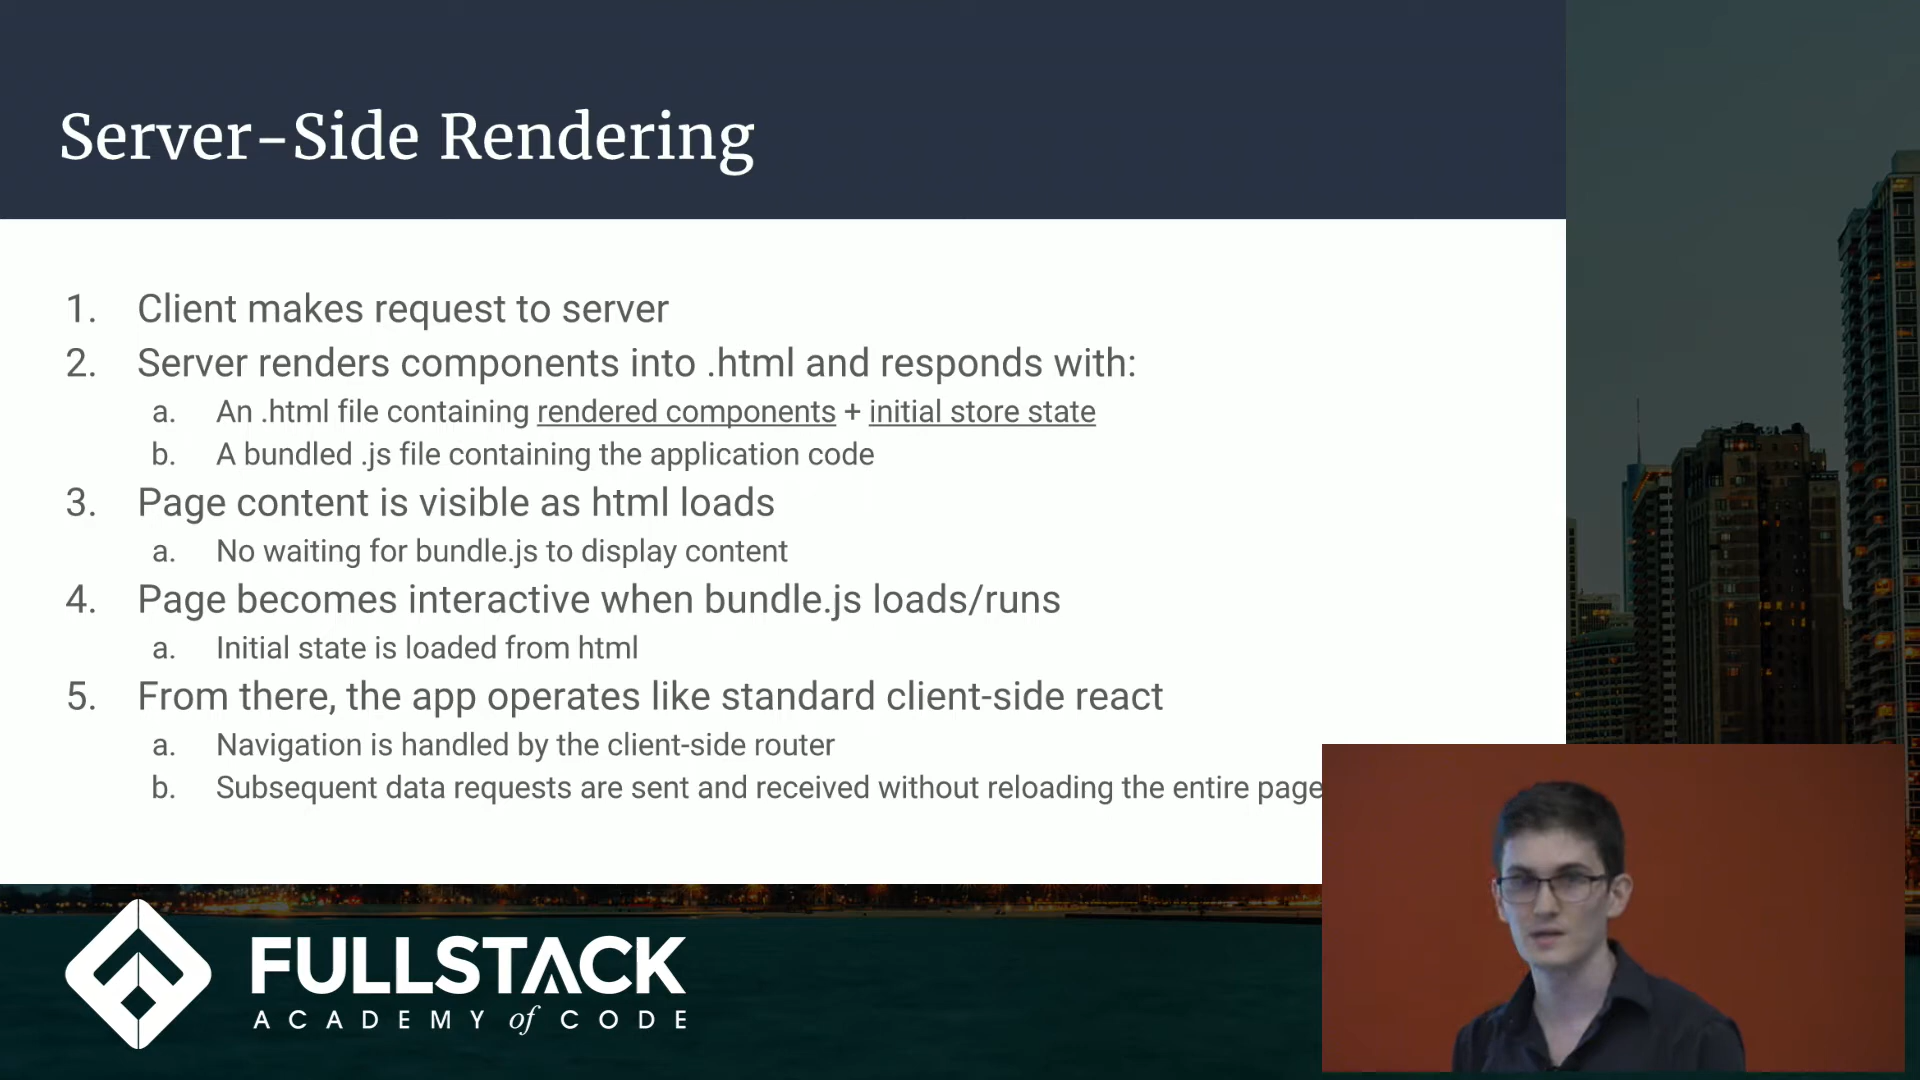 Server-Side Rendering
1. Client makes request to server
2. Server renders components into .html and responds with:
a. An .html file containing rendered components + initial store state
b. A bundled .js file containing the application code
3. Page content is visible as html loads
a. No waiting for bundle.js to display content
4. Page becomes interactive when bundle.js loads/runs
a. Initial state is loaded from html
5. From there, the app operates like standard client-side react
a. Navigation is handled by the client-side router
b. Subsequent data requests are sent and received without reloading the entire page
FULLSTACK
ACADEMY of CODE